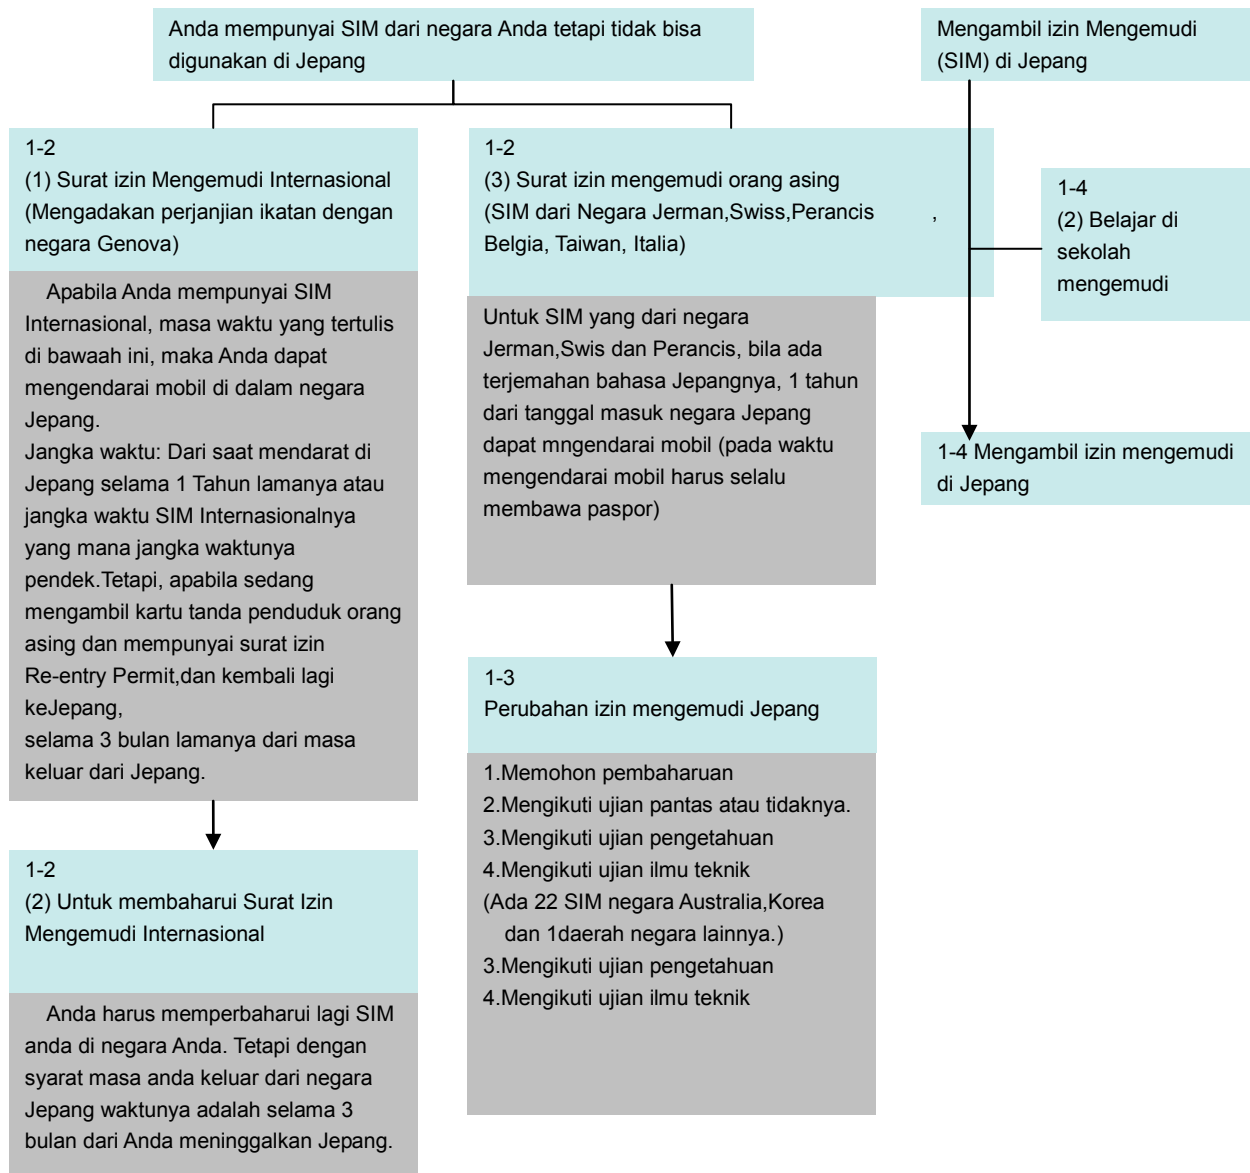 Anda mempunyai SIM dari negara Anda tetapi tidak bisa
digunakan di Jepang
Mengambil izin Mengemudi
(SIM) di Jepang
1-2
(1) Surat izin Mengemudi Internasional
(Mengadakan perjanjian ikatan dengan
negara Genova)
Apabila Anda mempunyai SIM
Internasional, masa waktu yang tertulis
di bawaah ini, maka Anda dapat
mengendarai mobil di dalam negara
Jepang.
Jangka waktu: Dari saat mendarat di
Jepang selama 1 Tahun lamanya atau
jangka waktu SIM Internasionalnya
yang mana jangka waktunya
pendek.Tetapi, apabila sedang
mengambil kartu tanda penduduk orang
asing dan mempunyai surat izin
Re-entry Permit,dan kembali lagi
keJepang,
selama 3 bulan lamanya dari masa
keluar dari Jepang.
1-2
(2) Untuk membaharui Surat Izin
Mengemudi Internasional
Anda harus memperbaharui lagi SIM
anda di negara Anda. Tetapi dengan
syarat masa anda keluar dari negara
Jepang waktunya adalah selama 3
bulan dari Anda meninggalkan Jepang.
1-2
(3) Surat izin mengemudi orang asing
(SIM dari Negara Jerman,Swiss,Perancis ,
Belgia, Taiwan, Italia)
Untuk SIM yang dari negara
Jerman,Swis dan Perancis, bila ada
terjemahan bahasa Jepangnya, 1 tahun
dari tanggal masuk negara Jepang
dapat mngendarai mobil (pada waktu
mengendarai mobil harus selalu
membawa paspor)
1-3
Perubahan izin mengemudi Jepang
1.Memohon pembaharuan
2.Mengikuti ujian pantas atau tidaknya.
3.Mengikuti ujian pengetahuan
4.Mengikuti ujian ilmu teknik
(Ada 22 SIM negara Australia,Korea
dan 1daerah negara lainnya.)
3.Mengikuti ujian pengetahuan
4.Mengikuti ujian ilmu teknik
1-4
(2) Belajar di
sekolah
mengemudi
1-4 Mengambil izin mengemudi
di Jepang